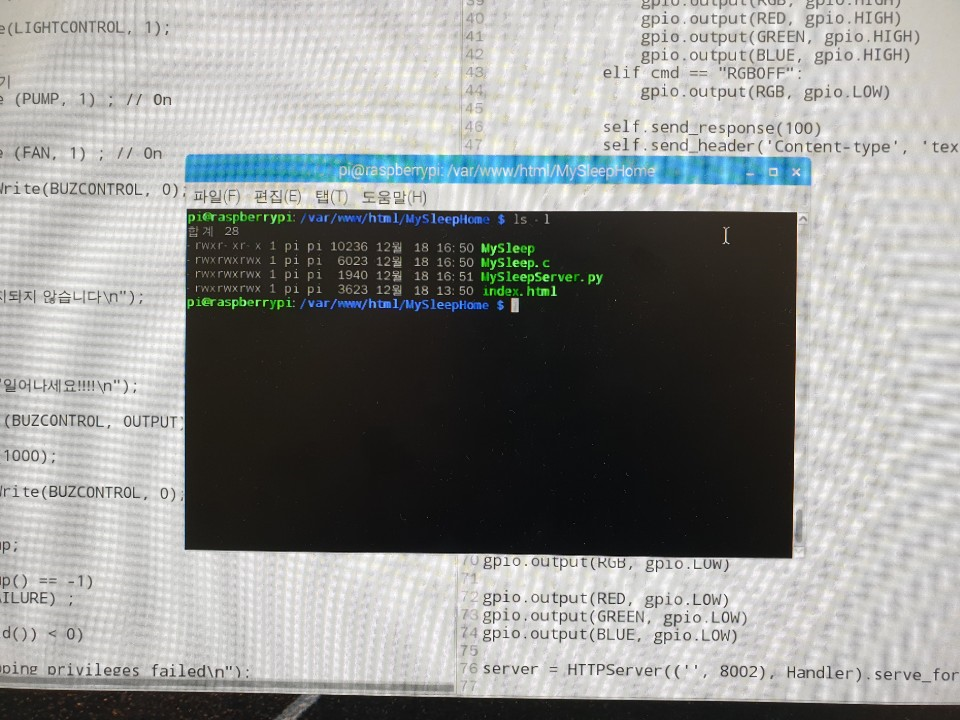 e(LIGHTCONTROL, 1);
기
e (PUMP, 1) ; // On
e (FAN, 1) ; // On
Write(BUZCONTROL, 0);
지되지 않습니다\n");
"일어나세요!!!!\n");
(BUZCONTROL, OUTPUT)
1000);
Write(BUZCONTROL, 0);
up;
up() == -1)
AILURE) ;
d()) < 0)
pping privileges failed\n");
39 gpio.output(RGB, gpio.HIGH)
40 gpio.output(RED, gpio.HIGH)
41 gpio.output(GREEN, gpio.HIGH)
42 gpio.output(BLUE, gpio.HIGH)
43 elif cmd == "RGBOFF":
44 gpio.output(RGB, gpio.LOW)
45
46 self.send_response(100)
47 self.send_header('Content-type', 'tex
pi@raspberrypi: /var/www/html/MySleepHome
파일(F) 편집(E) 탭(T) 도움말(H)
pi@raspberrypi:/var/www/html/MySleepHome $ ls -l
합계 28
-rwxr-xr-x 1 pi pi 10236 12월 18 16:50 MySleep
-rwxrwxrwx 1 pi pi 6023 12월 18 16:50 MySleep.c
-rwxrwxrwx 1 pi pi 1940 12월 18 16:51 MySleepServer.py
-rwxrwxrwx 1 pi pi 3623 12월 18 13:50 index.html
pi@raspberrypi:/var/www/html/MySleepHome $
70 gpio.output(RGB, gpio.LOW)
71
72 gpio.output(RED, gpio.LOW)
73 gpio.output(GREEN, gpio.LOW)
74 gpio.output(BLUE, gpio.LOW)
75
76 server = HTTPServer(('', 8002), Handler).serve_for
77